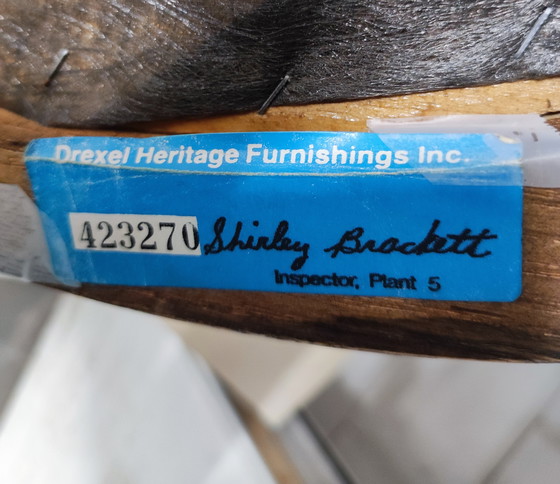 Drexel Heritage Furnishings Inc.
423270 Shirley Brackett
Inspector, Plant 5